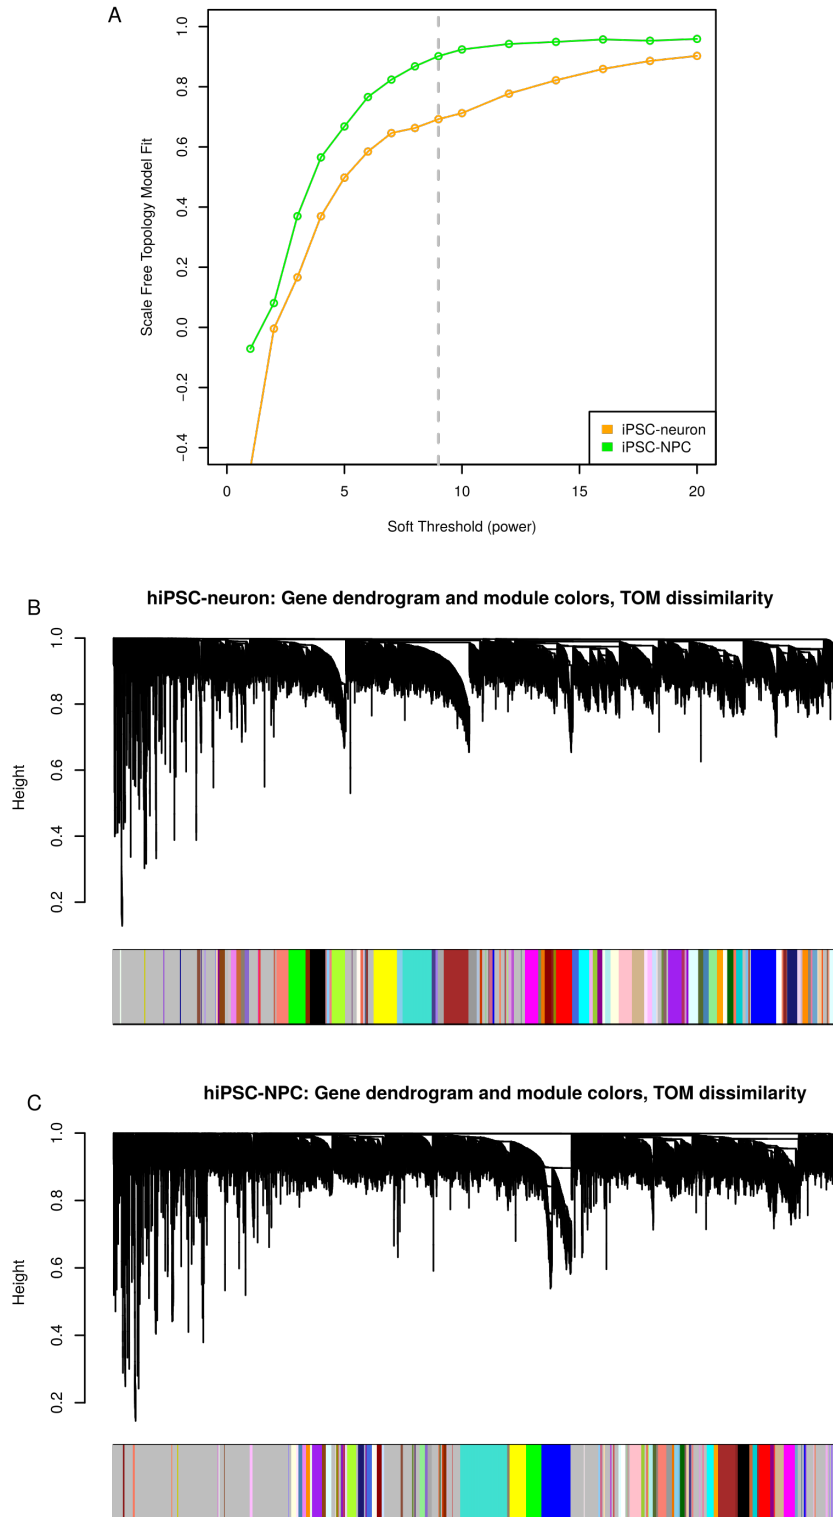 A
Scale Free Topology Model Fit
1.0
0.8
0.6
0.4
0.2
0.0
−0.2
−0.4
iPSC-neuron
iPSC-NPC
0 5 10 15 20
Soft Threshold (power)
B
hiPSC-neuron: Gene dendrogram and module colors, TOM dissimilarity
Height
1.0
0.8
0.6
0.4
0.2
C
hiPSC-NPC: Gene dendrogram and module colors, TOM dissimilarity
Height
1.0
0.8
0.6
0.4
0.2